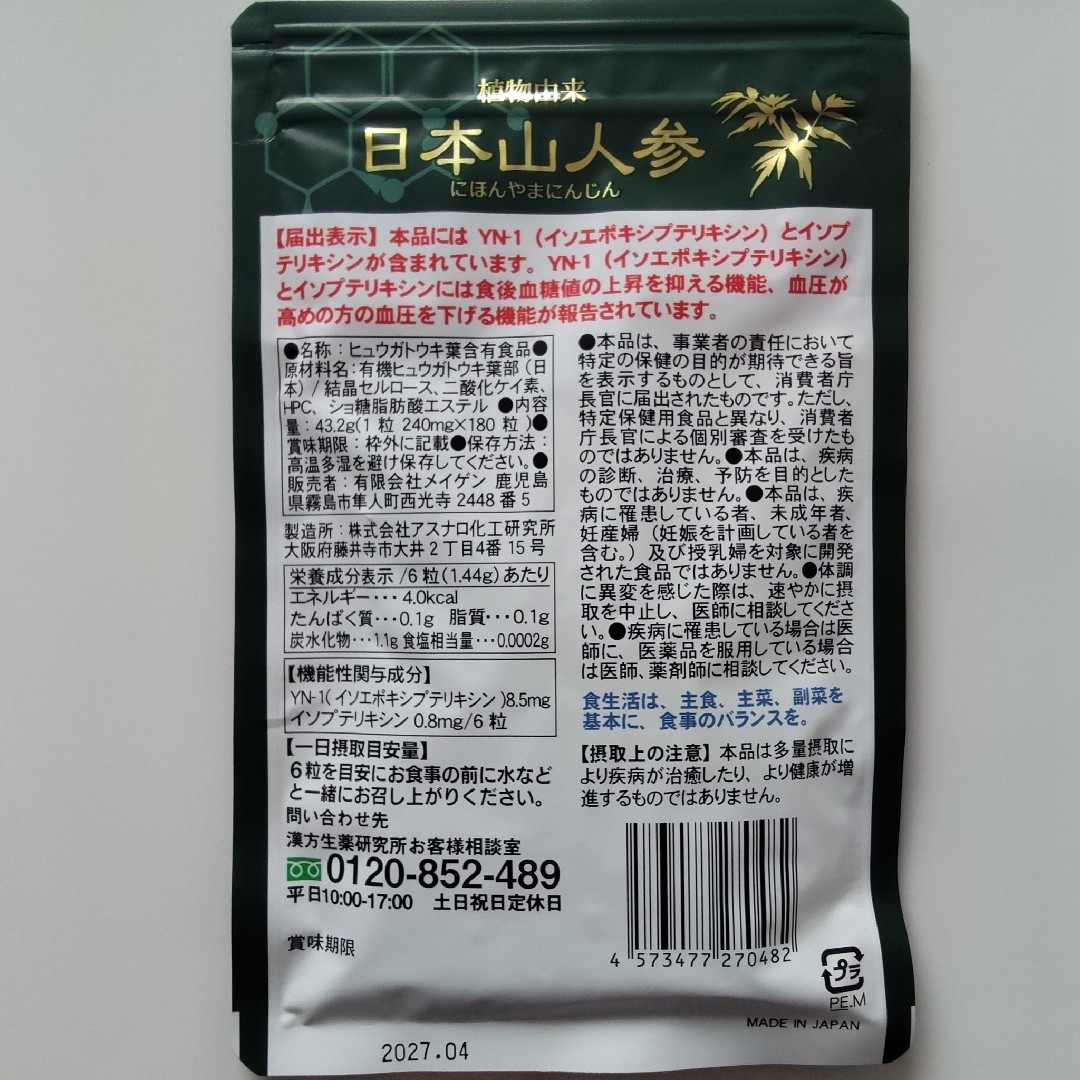 植物由来
日本山人参
にほんやまにんじん
【届出表示】本品には YN-1（イソエポキシプテリキシン）とイソプ
テリキシンが含まれています。YN-1（イソエポキシプテリキシン）
とイソプテリキシンには食後血糖値の上昇を抑える機能、血圧が
高めの方の血圧を下げる機能が報告されています。
●名称：ヒュウガトウキ葉含有食品●
原材料名：有機ヒュウガトウキ葉部（日
本）/ 結晶セルロース、二酸化ケイ素、
HPC、ショ糖脂肪酸エステル ●内容
量：43.2g(1 粒 240mg×180 粒 )●
賞味期限：枠外に記載●保存方法：
高温多湿を避け保存してください。●
販売者：有限会社メイゲン 鹿児島
県霧島市隼人町西光寺 2448 番 5
製造所：株式会社アスナロ化工研究所
大阪府藤井寺市大井 2 丁目4番 15 号
栄養成分表示 /6 粒(1.44g)あたり
エネルギー･･･4.0kcal
たんぱく質･･･0.1g 脂質･･･0.1g
炭水化物･･･1.1g 食塩相当量･･･0.0002g
【機能性関与成分】
YN-1( イソエポキシプテリキシン )8.5mg
イソプテリキシン 0.8mg/6 粒
【一日摂取目安量】
6粒を目安にお食事の前に水など
と一緒にお召し上がりください。
問い合わせ先
漢方生薬研究所お客様相談室
0120-852-489
平日10:00-17:00 土日祝日定休日
賞味期限
2027.04
●本品は、事業者の責任において
特定の保健の目的が期待できる旨
を表示するものとして、消費者庁
長官に届出されたものです。ただし、
特定保健用食品と異なり、消費者
庁長官による個別審査を受けたも
のではありません。●本品は、疾病
の診断、治療、予防を目的とした
ものではありません。●本品は、疾
病に罹患している者、未成年者、
妊産婦（妊娠を計画している者を
含む。）及び授乳婦を対象に開発
された食品ではありません。●体調
に異変を感じた際は、速やかに摂
取を中止し、医師に相談してくださ
い。●疾病に罹患している場合は医
師に、医薬品を服用している場合
は医師、薬剤師に相談してください。
食生活は、主食、主菜、副菜を
基本に、食事のバランスを。
【摂取上の注意】本品は多量摂取に
より疾病が治癒したり、より健康が増
進するものではありません。
4 573477 270482
プラ
PE.M
MADE IN JAPAN